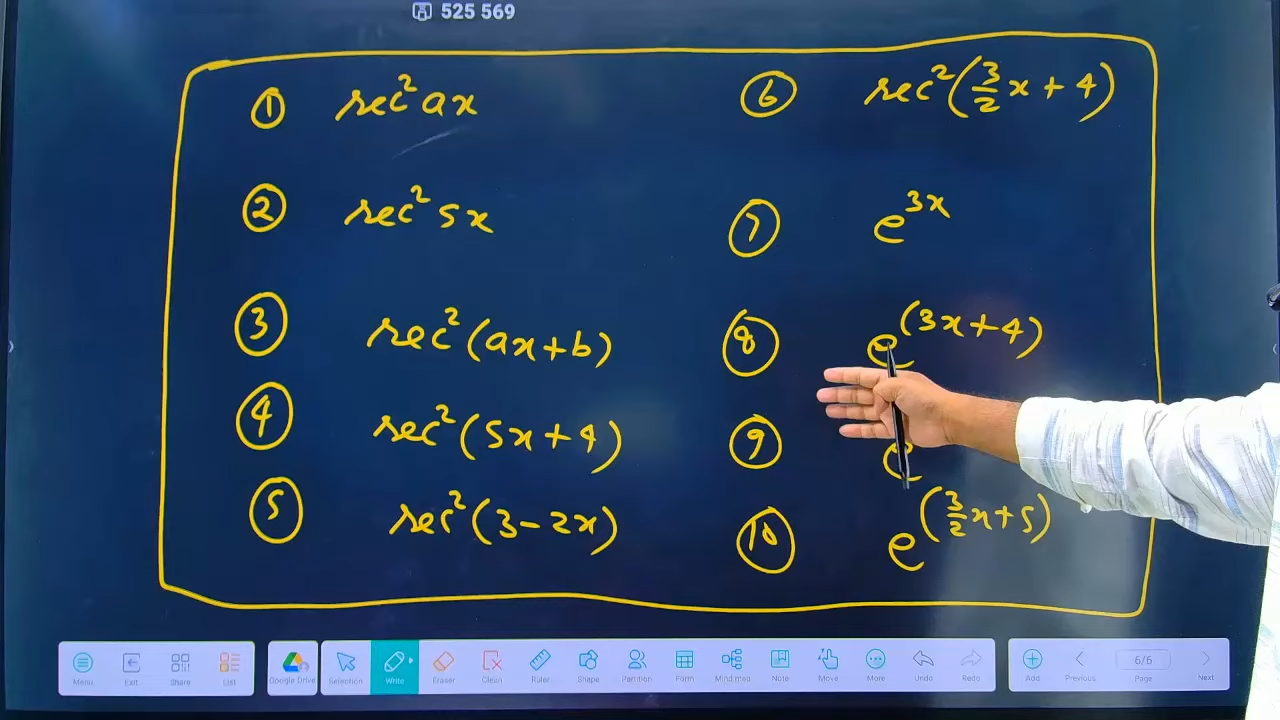 525 569
① sec² ax
② sec² 5x
③ sec² (ax+b)
④ sec² (5x+4)
⑤ sec² (3-2x)
⑥ sec² (3/2 x + 4)
⑦ e^3x
⑧ e^(3x+4)
⑨ e
⑩ e^(3/2 x+5)
Menu Exit Share List Google Drive Selection Write Eraser Clean Ruler Shape Partition Form Mind map Note Move More Undo Redo Add Previous 6/6 Page Next